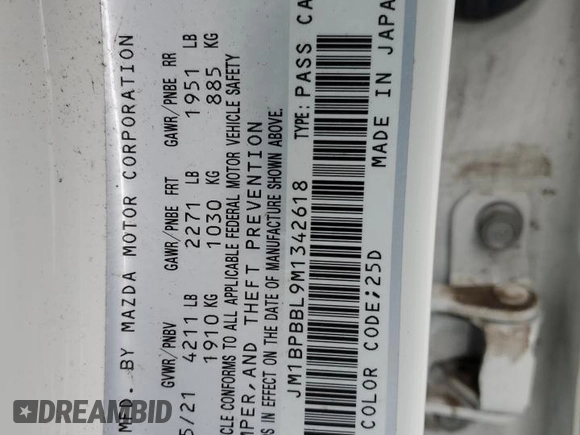 MFD. BY MAZDA MOTOR CORPORATION
GVWR/PNBV GAWR/PNBE FRT GAWR/PNBE RR
5/21 4211 LB 2271 LB 1951 LB
1910 KG 1030 KG 885 KG
CLE CONFORMS TO ALL APPLICABLE FEDERAL MOTOR VEHICLE SAFETY
MPER, AND THEFT PREVENTION
S IN EFFECT ON THE DATE OF MANUFACTURE SHOWN ABOVE.
JM1BPBBL9M1342618 TYPE: PASS CA
COLOR CODE;25D MADE IN JAPA
DREAMBID